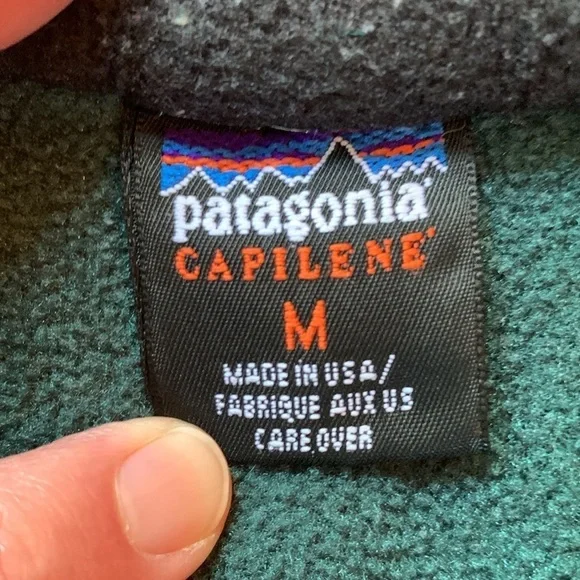 patagonia®
CAPILENE®
M
MADE IN USA/
FABRIQUE AUX US
CARE OVER